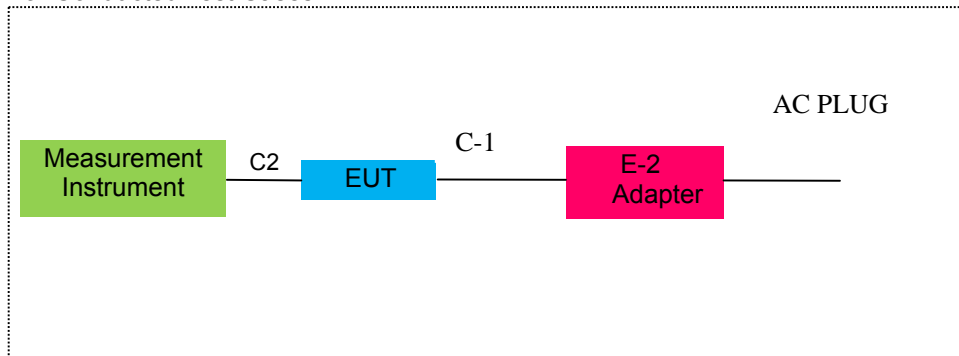 AC PLUG
C-1
Measurement
Instrument
C2
EUT
E-2
Adapter